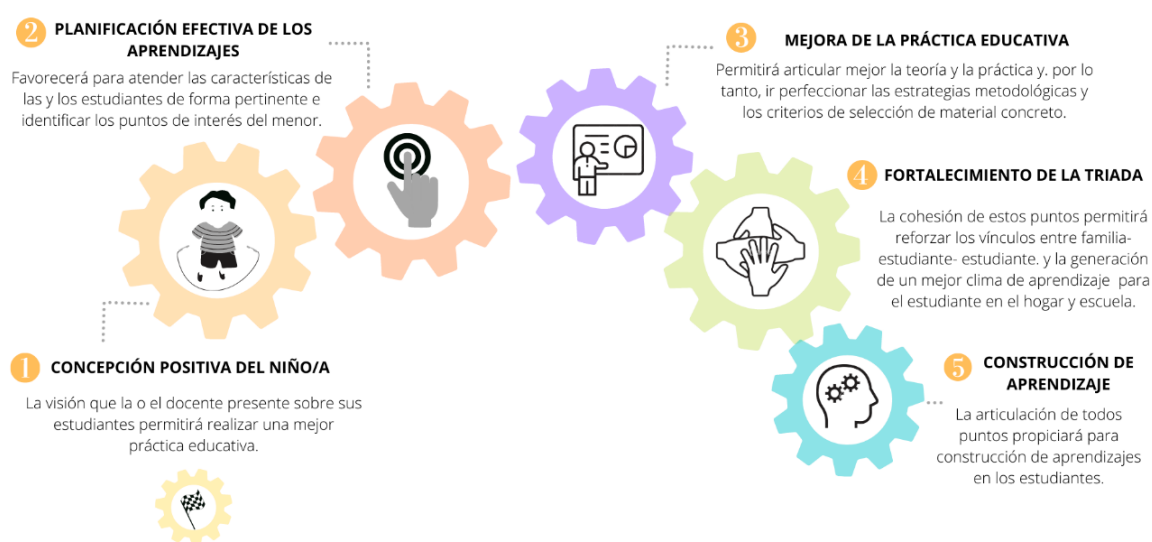 1
CONCEPCIÓN POSITIVA DEL NIÑO/A
La visión que la o el docente presente sobre sus
estudiantes permitirá realizar una mejor
práctica educativa.
2
PLANIFICACIÓN EFECTIVA DE LOS
APRENDIZAJES
Favorecerá para atender las características de
las y los estudiantes de forma pertinente e
identificar los puntos de interés del menor.
3
MEJORA DE LA PRÁCTICA EDUCATIVA
Permitirá articular mejor la teoría y la práctica y. por lo
tanto, ir perfeccionar las estrategias metodológicas y
los criterios de selección de material concreto.
4
FORTALECIMIENTO DE LA TRIADA
La cohesión de estos puntos permitirá
reforzar los vínculos entre familia-
estudiante- estudiante. y la generación
de un mejor clima de aprendizaje para
el estudiante en el hogar y escuela.
5
CONSTRUCCIÓN DE
APRENDIZAJE
La articulación de todos
puntos propiciará para
construcción de aprendizajes
en los estudiantes.